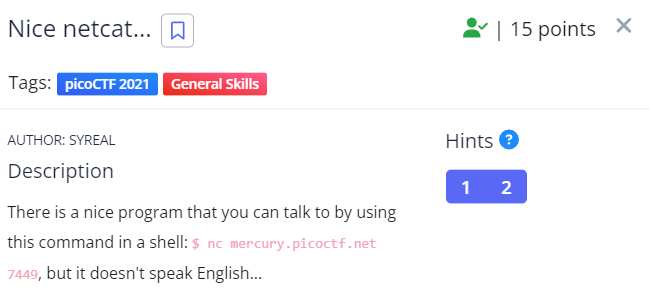 Nice netcat...
| 15 points
Tags: picoCTF 2021 General Skills
AUTHOR: SYREAL
Hints ?
Description
1 2
There is a nice program that you can talk to by using
this command in a shell: $ nc mercury.picoctf.net
7449, but it doesn't speak English...